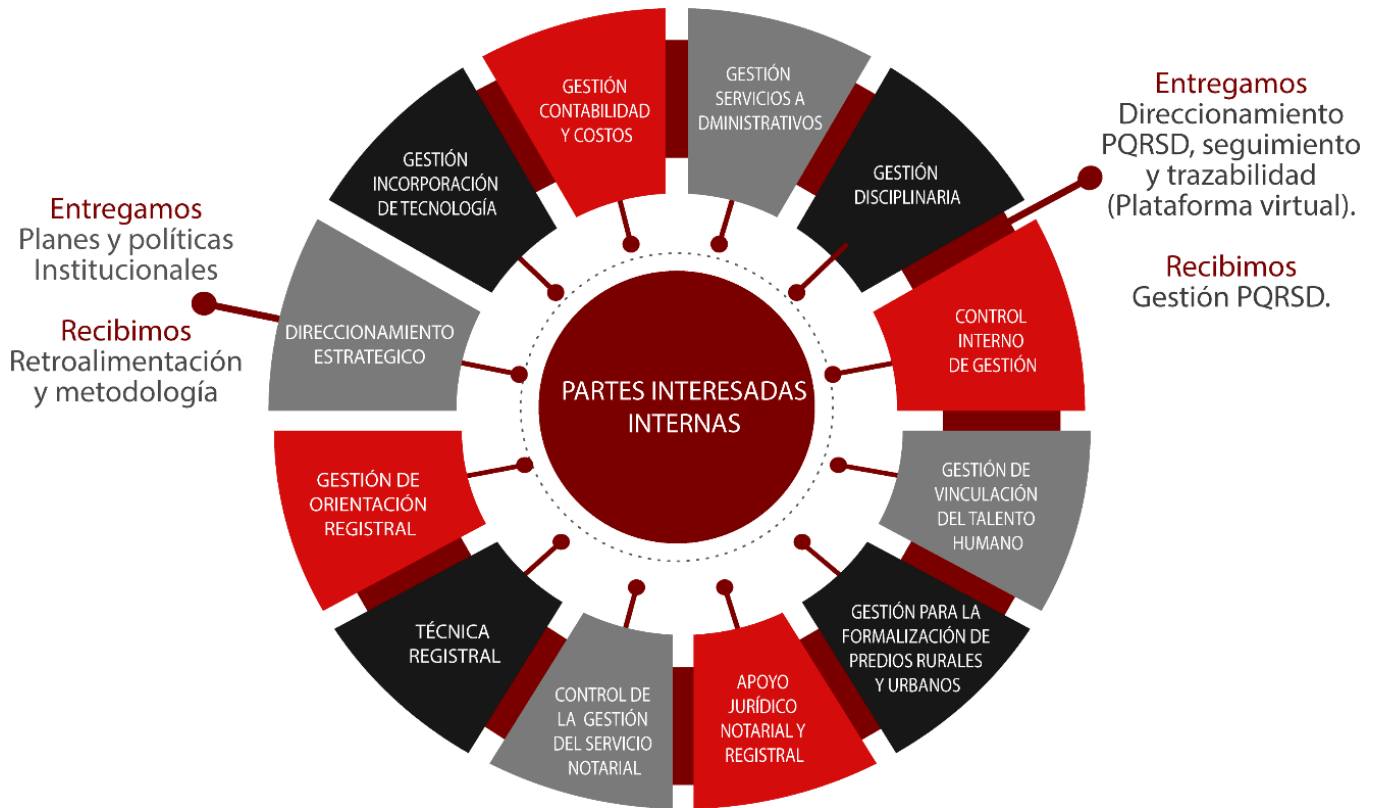 GESTIÓN
CONTABILIDAD
Y COSTOS
GESTIÓN
SERVICIOS A
DMINISTRATIVOS
GESTIÓN
DISCIPLINARIA
Entregamos
Direccionamiento
PQRSD, seguimiento
y trazabilidad
(Plataforma virtual).
Recibimos
Gestión PQRSD.
CONTROL
INTERNO
DE GESTIÓN
GESTIÓN DE
VINCULACIÓN
DEL TALENTO
HUMANO
GESTIÓN PARA LA
FORMALIZACIÓN DE
PREDIOS RURALES
Y URBANOS
APOYO
JURÍDICO
NOTARIAL Y
REGISTRAL
CONTROL DE
LA GESTIÓN
DEL SERVICIO
NOTARIAL
TÉCNICA
REGISTRAL
GESTIÓN DE
ORIENTACIÓN
REGISTRAL
DIRECCIONAMIENTO
ESTRATEGICO
Entregamos
Planes y políticas
Institucionales
Recibimos
Retroalimentación
y metodología
GESTIÓN
INCORPORACIÓN
DE TECNOLOGÍA
PARTES INTERESADAS
INTERNAS